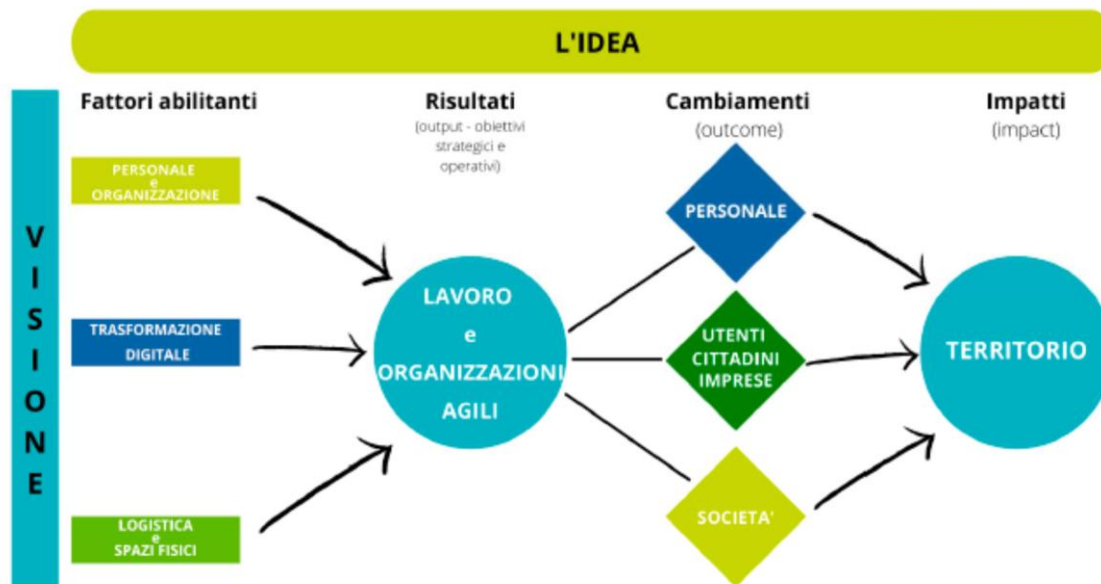 L'IDEA
VISIONE
Fattori abilitanti
PERSONALE
e
ORGANIZZAZIONE
TRASFORMAZIONE
DIGITALE
LOGISTICA
e
SPAZI FISICI
Risultati
(output - obiettivi
strategici e
operativi)
LAVORO
e
ORGANIZZAZIONI
AGILI
Cambiamenti
(outcome)
PERSONALE
UTENTI
CITTADINI
IMPRESE
SOCIETA'
Impatti
(impact)
TERRITORIO